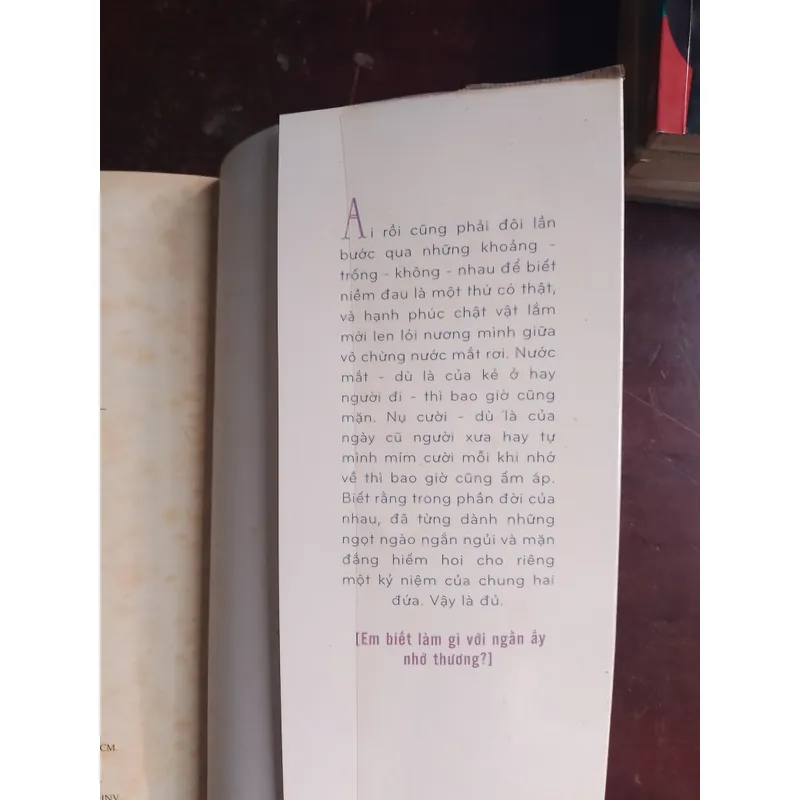 Ai rồi cũng phải đôi lần
bước qua những khoảng -
trống - không - nhau để biết
niềm đau là một thứ có thật,
và hạnh phúc chật vật lắm
mới len lỏi nương mình giữa
vô chừng nước mắt rơi. Nước
mắt - dù là của kẻ ở hay
người đi - thì bao giờ cũng
mặn. Nụ cười - dù là của
ngày cũ người xưa hay tự
mình mím cười mỗi khi nhớ
về thì bao giờ cũng ấm áp.
Biết rằng trong phần đời của
nhau, đã từng dành những
ngọt ngào ngắn ngủi và mặn
đắng hiếm hoi cho riêng
một kỷ niệm của chung hai
đứa. Vậy là đủ.
[Em biết làm gì với ngần ấy
nhớ thương?]
CM.